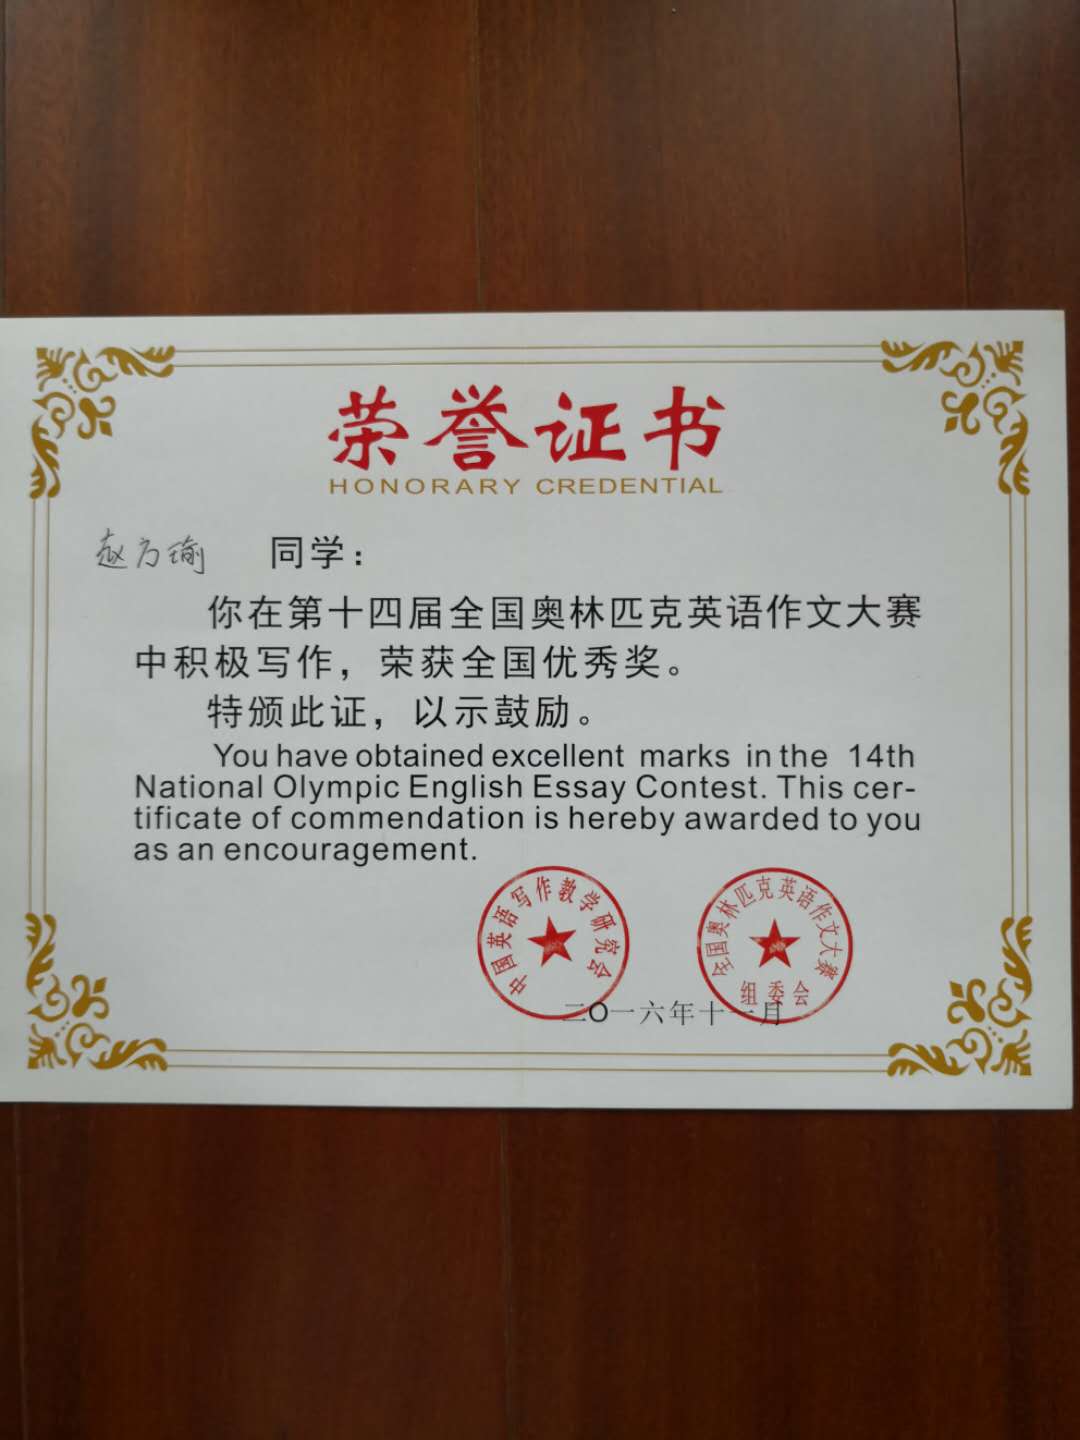 荣誉证书
HONORARY CREDENTIAL
赵方瑜 同学：
你在第十四届全国奥林匹克英语作文大赛
中积极写作，荣获全国优秀奖。
特颁此证，以示鼓励。
You have obtained excellent marks in the 14th
National Olympic English Essay Contest. This cer-
tificate of commendation is hereby awarded to you
as an encouragement.
中国英语写作教学研究会
全国奥林匹克英语作文大赛
组委会
二〇一六年十一月